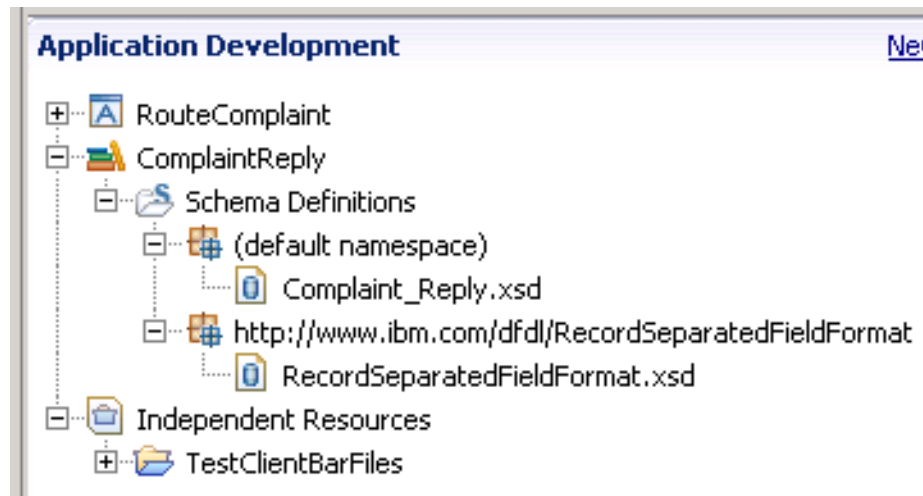 Application Development Ne
RouteComplaint
ComplaintReply
Schema Definitions
(default namespace)
Complaint_Reply.xsd
http://www.ibm.com/dfdl/RecordSeparatedFieldFormat
RecordSeparatedFieldFormat.xsd
Independent Resources
TestClientBarFiles